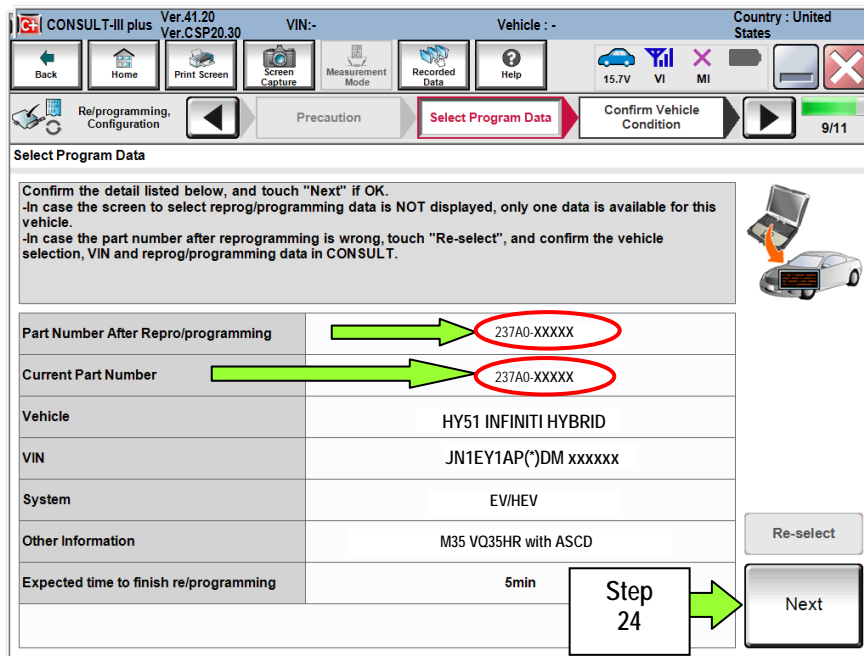 C+ CONSULT-III plus Ver.41.20 VIN:- Vehicle : - Country : United
Ver.CSP20.30 States
Back Home Print Screen Screen Capture Measurement Mode Recorded Data Help 15.7V VI MI
Re/programming, Configuration Precaution Select Program Data Confirm Vehicle Condition 9/11
Select Program Data
Confirm the detail listed below, and touch "Next" if OK.
-In case the screen to select reprog/programming data is NOT displayed, only one data is available for this
vehicle.
-In case the part number after reprogramming is wrong, touch "Re-select", and confirm the vehicle
selection, VIN and reprog/programming data in CONSULT.
Part Number After Repro/programming 237A0-XXXXX
Current Part Number 237A0-XXXXX
Vehicle HY51 INFINITI HYBRID
VIN JN1EY1AP(*)DM xxxxxx
System EV/HEV
Other Information M35 VQ35HR with ASCD
Re-select
Expected time to finish re/programming 5min
Step
24
Next